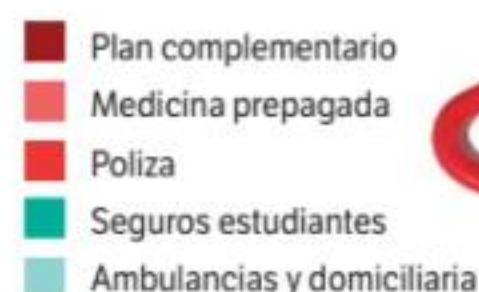 Plan complementario
Medicina prepagada
Poliza
Seguros estudiantes
Ambulancias y domiciliaria